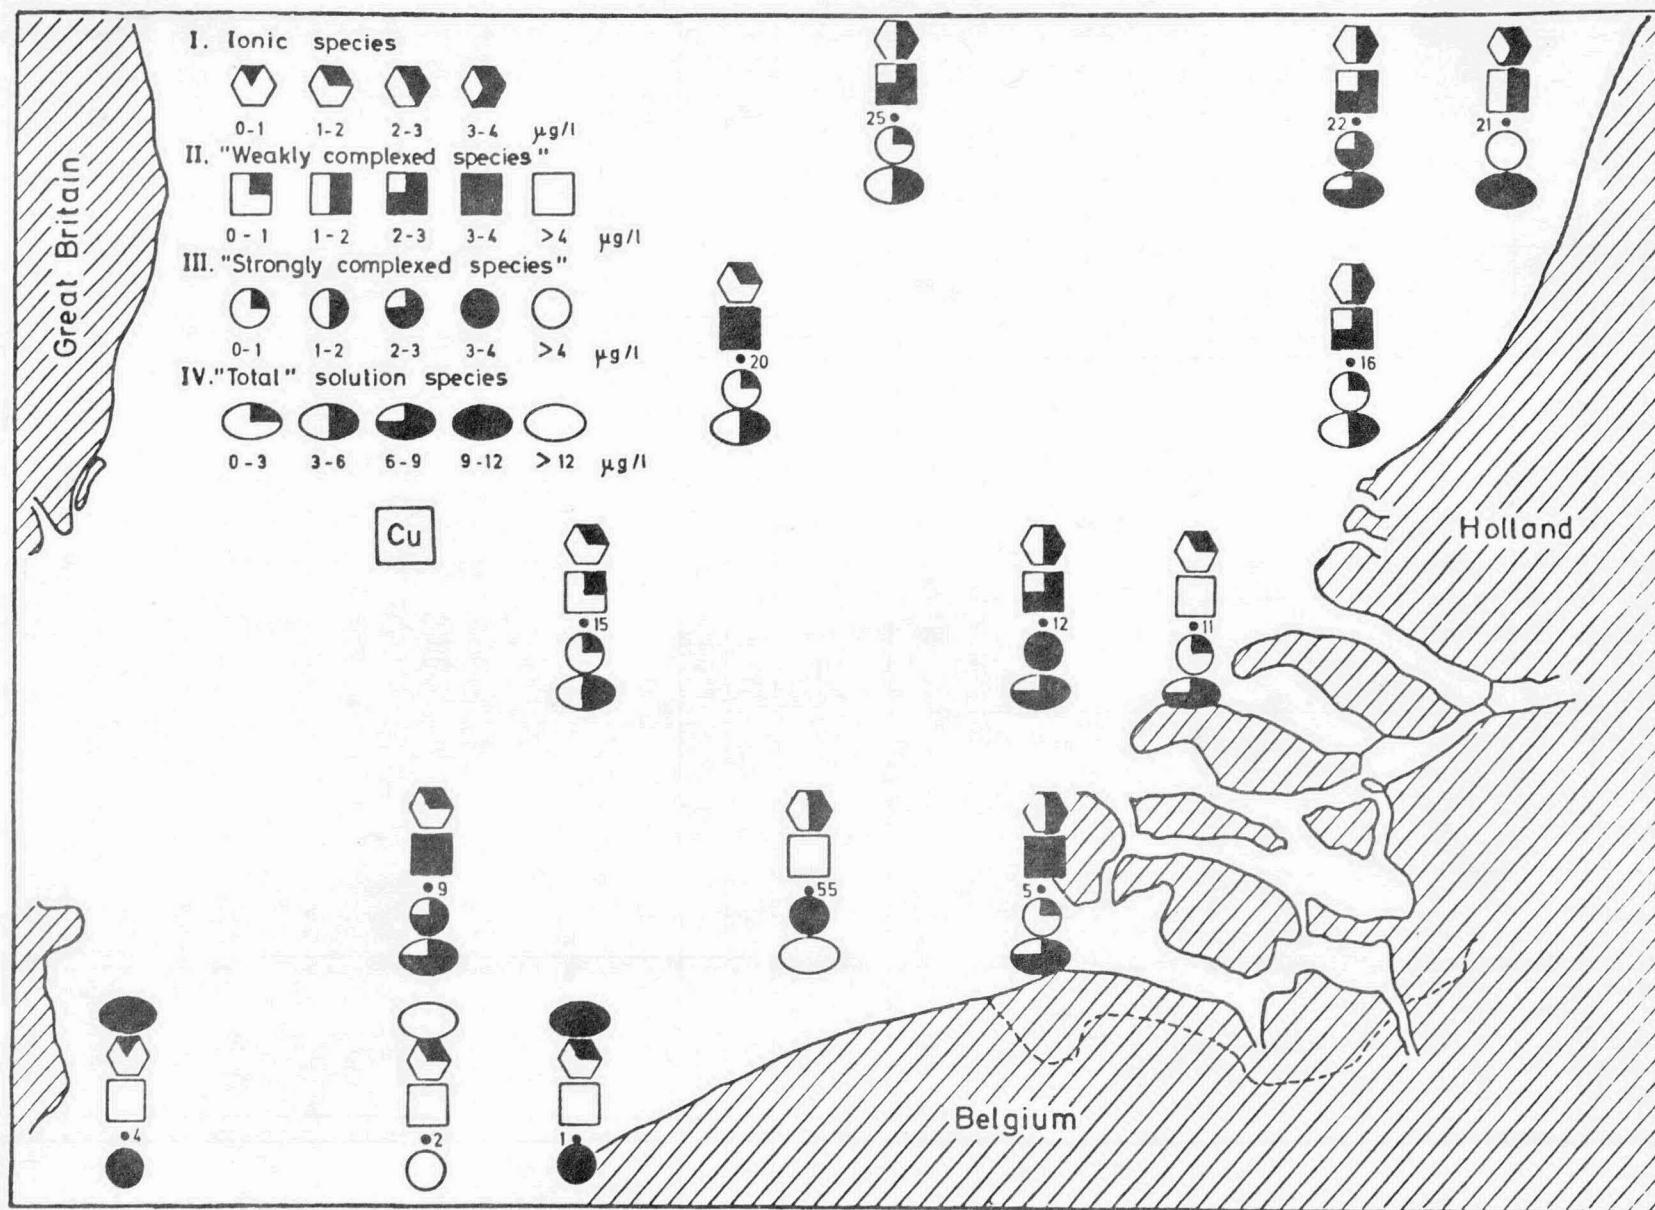 I. Ionic species
0-1 1-2 2-3 3-4 µg/l
II. "Weakly complexed species"
0-1 1-2 2-3 3-4 >4 µg/l
III. "Strongly complexed species"
0-1 1-2 2-3 3-4 >4 µg/l
IV. "Total" solution species
0-3 3-6 6-9 9-12 >12 µg/l
Great Britain
25
22
21
20
16
Cu
Holland
15
12
11
9
55
5
4
2
1
Belgium